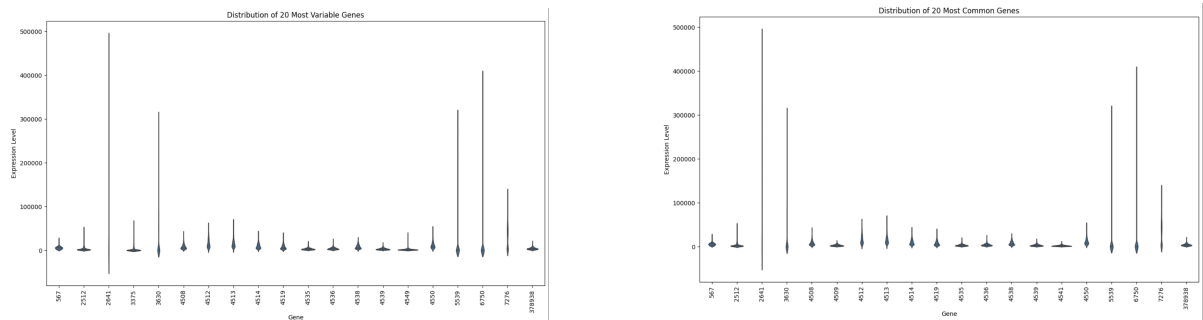 Distribution of 20 Most Variable Genes
500000
400000
300000
200000
100000
0
Expression Level
567 2512 2641 3375 3630 4508 4512 4513 4514 4519 4535 4536 4538 4539 4549 4550 5539 6750 7276 378938
Gene
Distribution of 20 Most Common Genes
500000
400000
300000
200000
100000
0
Expression Level
567 2512 2641 3630 4508 4509 4512 4513 4514 4519 4535 4536 4538 4539 4541 4550 5539 6750 7276 378938
Gene